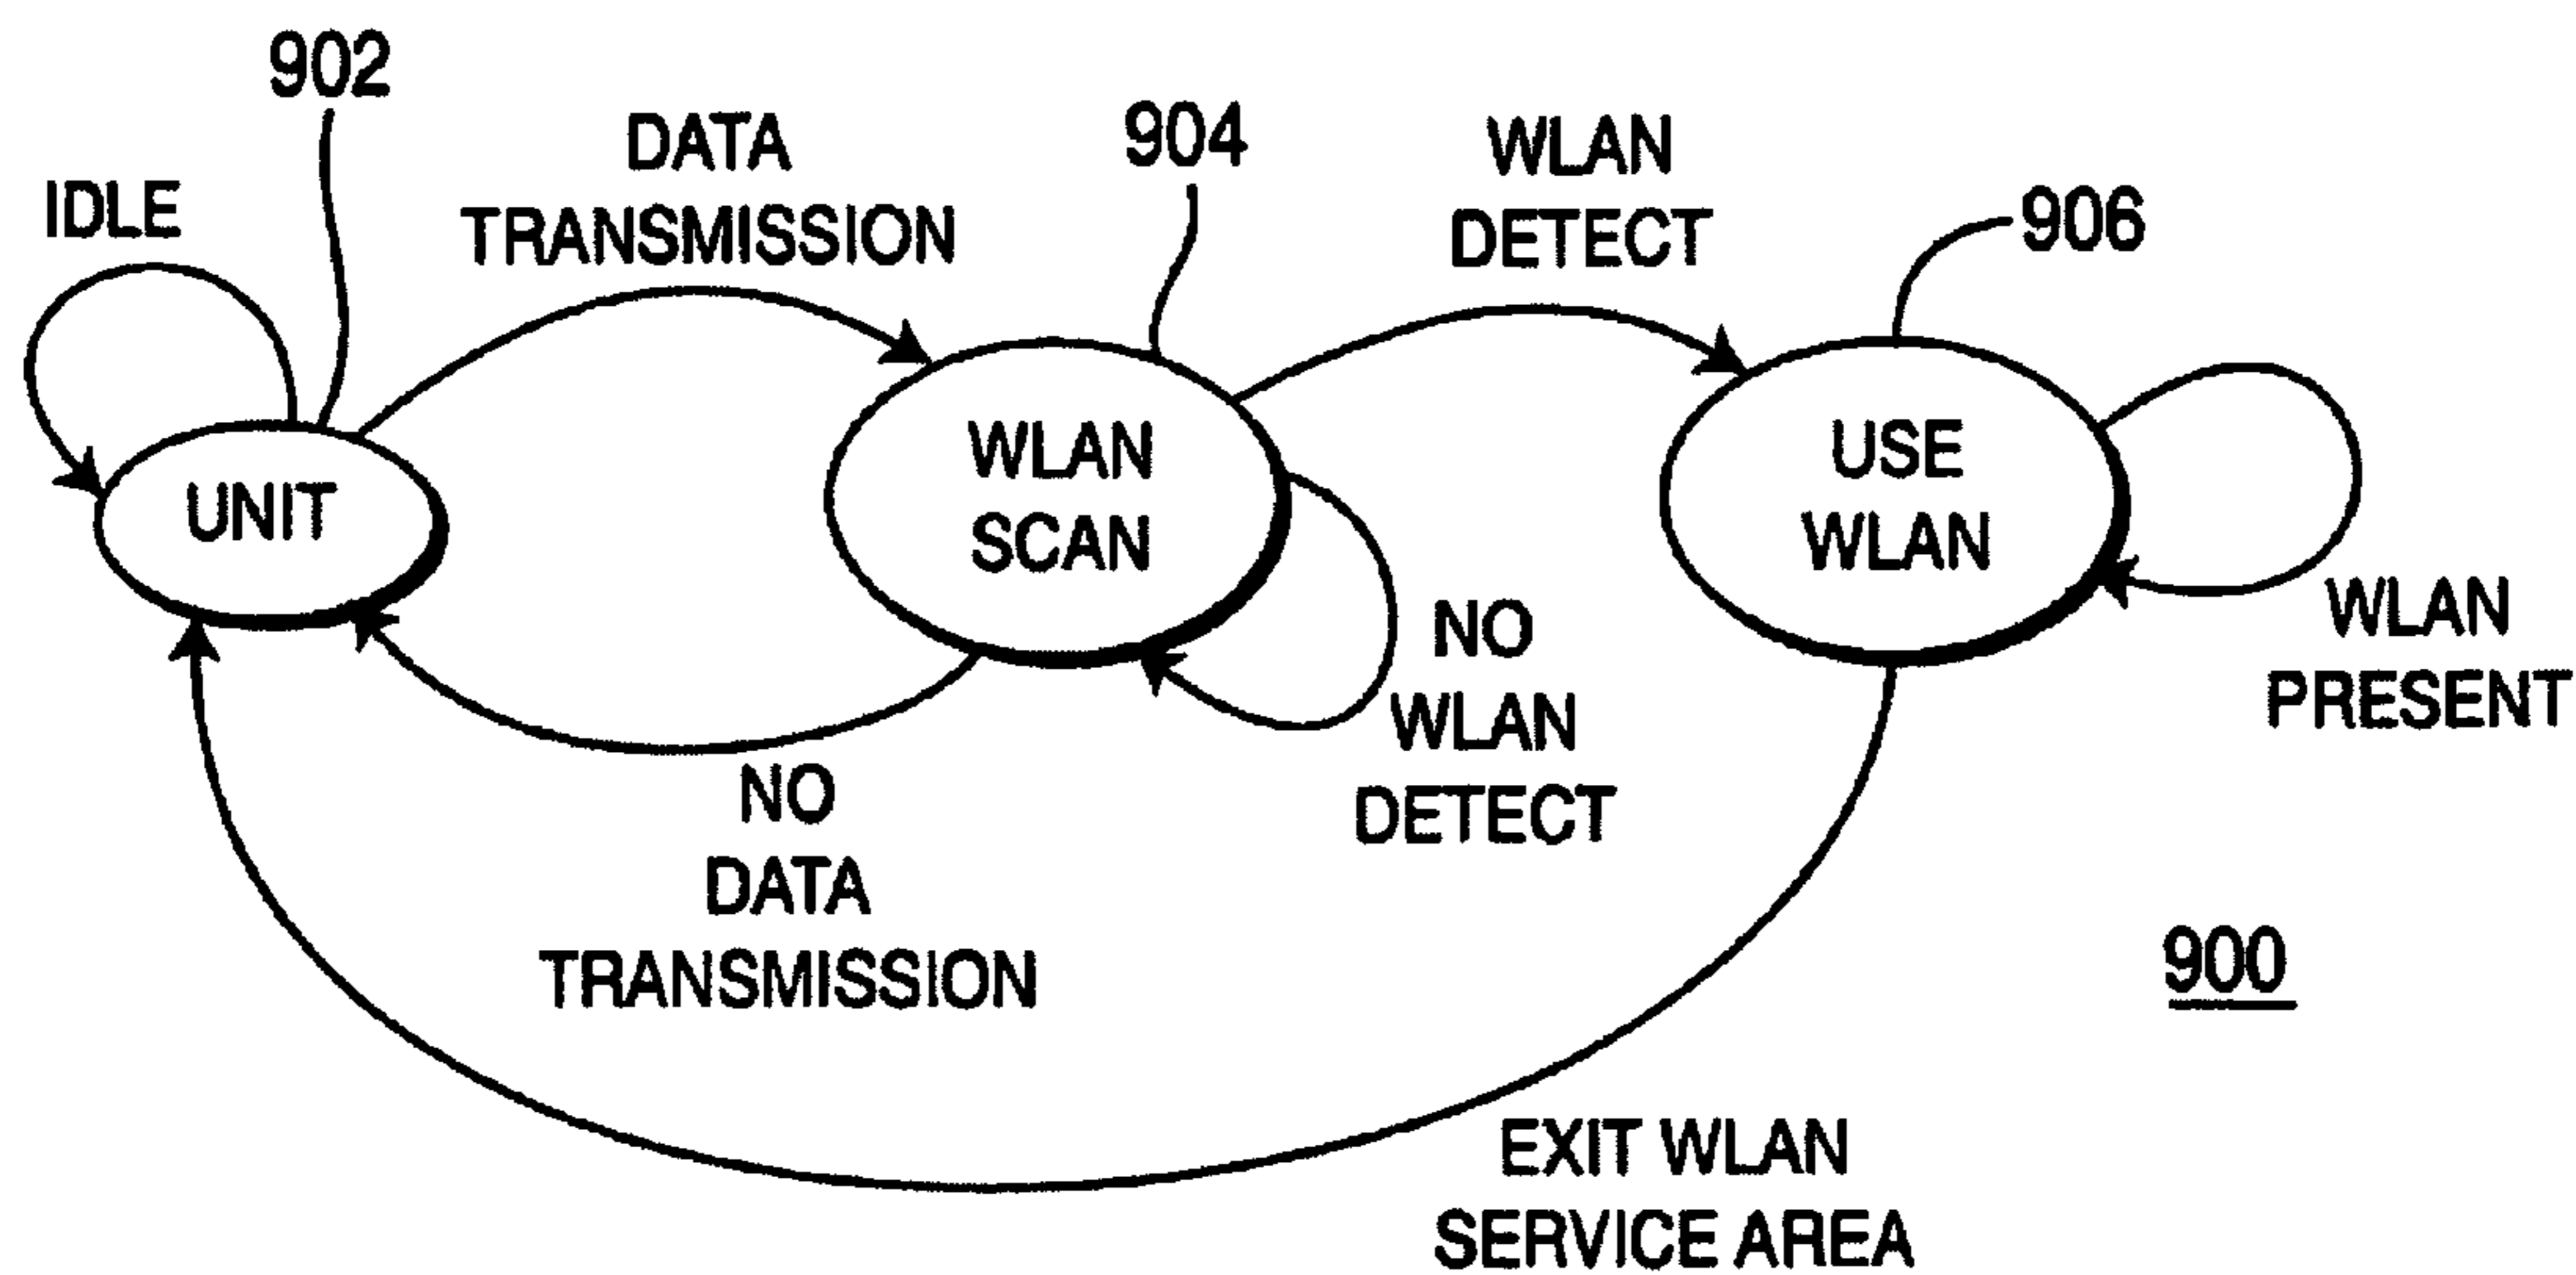 902
IDLE
DATA
TRANSMISSION
904
WLAN
DETECT
906
UNIT
WLAN
SCAN
USE
WLAN
NO
WLAN
DETECT
WLAN
PRESENT
NO
DATA
TRANSMISSION
900
EXIT WLAN
SERVICE AREA